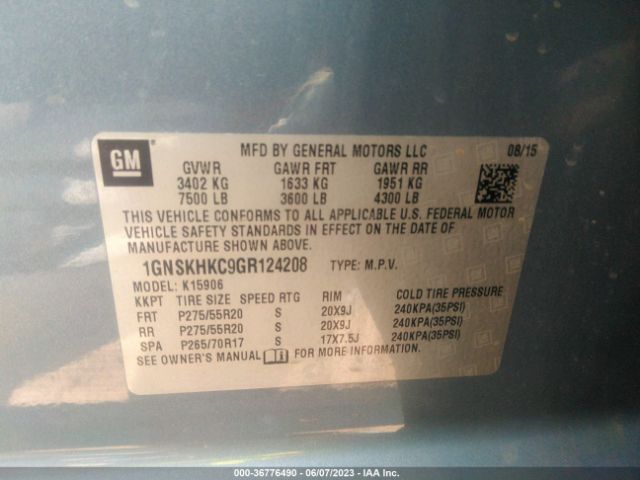 GM
MFD BY GENERAL MOTORS LLC 08/15
GVWR GAWR FRT GAWR RR
3402 KG 1633 KG 1951 KG
7500 LB 3600 LB 4300 LB
THIS VEHICLE CONFORMS TO ALL APPLICABLE U.S. FEDERAL MOTOR
VEHICLE SAFETY STANDARDS IN EFFECT ON THE DATE OF
MANUFACTURE SHOWN ABOVE.
1GNSKHKC9GR124208 TYPE: M.P.V.
MODEL: K15906
KKPT TIRE SIZE SPEED RTG RIM COLD TIRE PRESSURE
FRT P275/55R20 S 20X9J 240KPA(35PSI)
RR P275/55R20 S 20X9J 240KPA(35PSI)
SPA P265/70R17 S 17X7.5J 240KPA(35PSI)
SEE OWNER'S MANUAL FOR MORE INFORMATION.
000-36776490 - 06/07/2023 - IAA Inc.